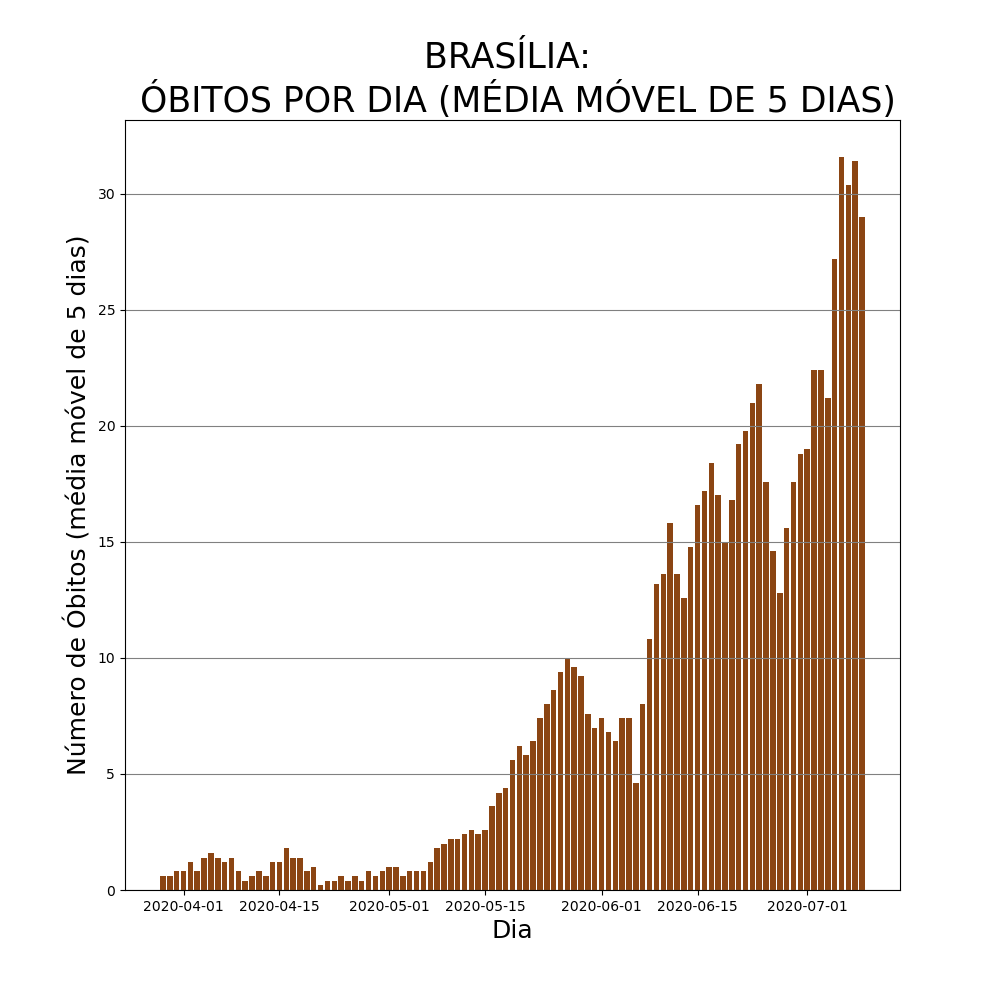 BRASÍLIA:
ÓBITOS POR DIA (MÉDIA MÓVEL DE 5 DIAS)
Número de Óbitos (média móvel de 5 dias)
30
25
20
15
10
5
0
2020-04-01 2020-04-15 2020-05-01 2020-05-15 2020-06-01 2020-06-15 2020-07-01
Dia